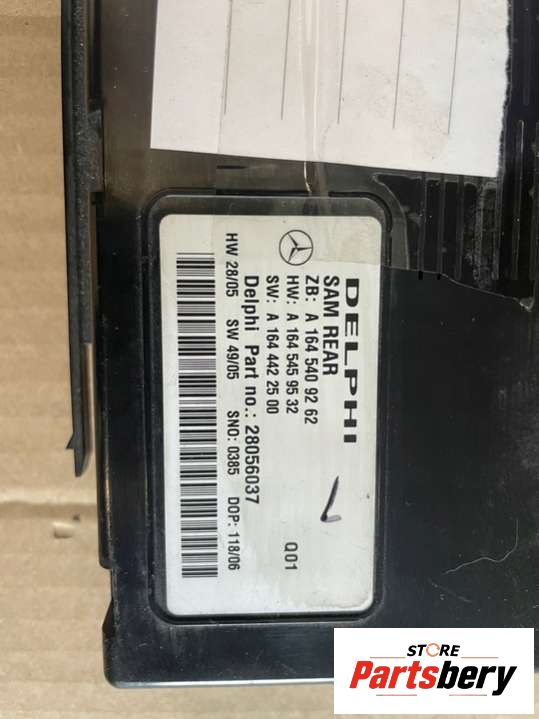 DELPHI
SAM REAR
ZB: A 164 540 92 62
HW: A 164 545 95 32
SW: A 164 442 25 00
Q01
Delphi Part no.: 28056037
HW 28/05 SW 49/05 SNO: 0385 DOP: 118/06
STORE
Partsbery